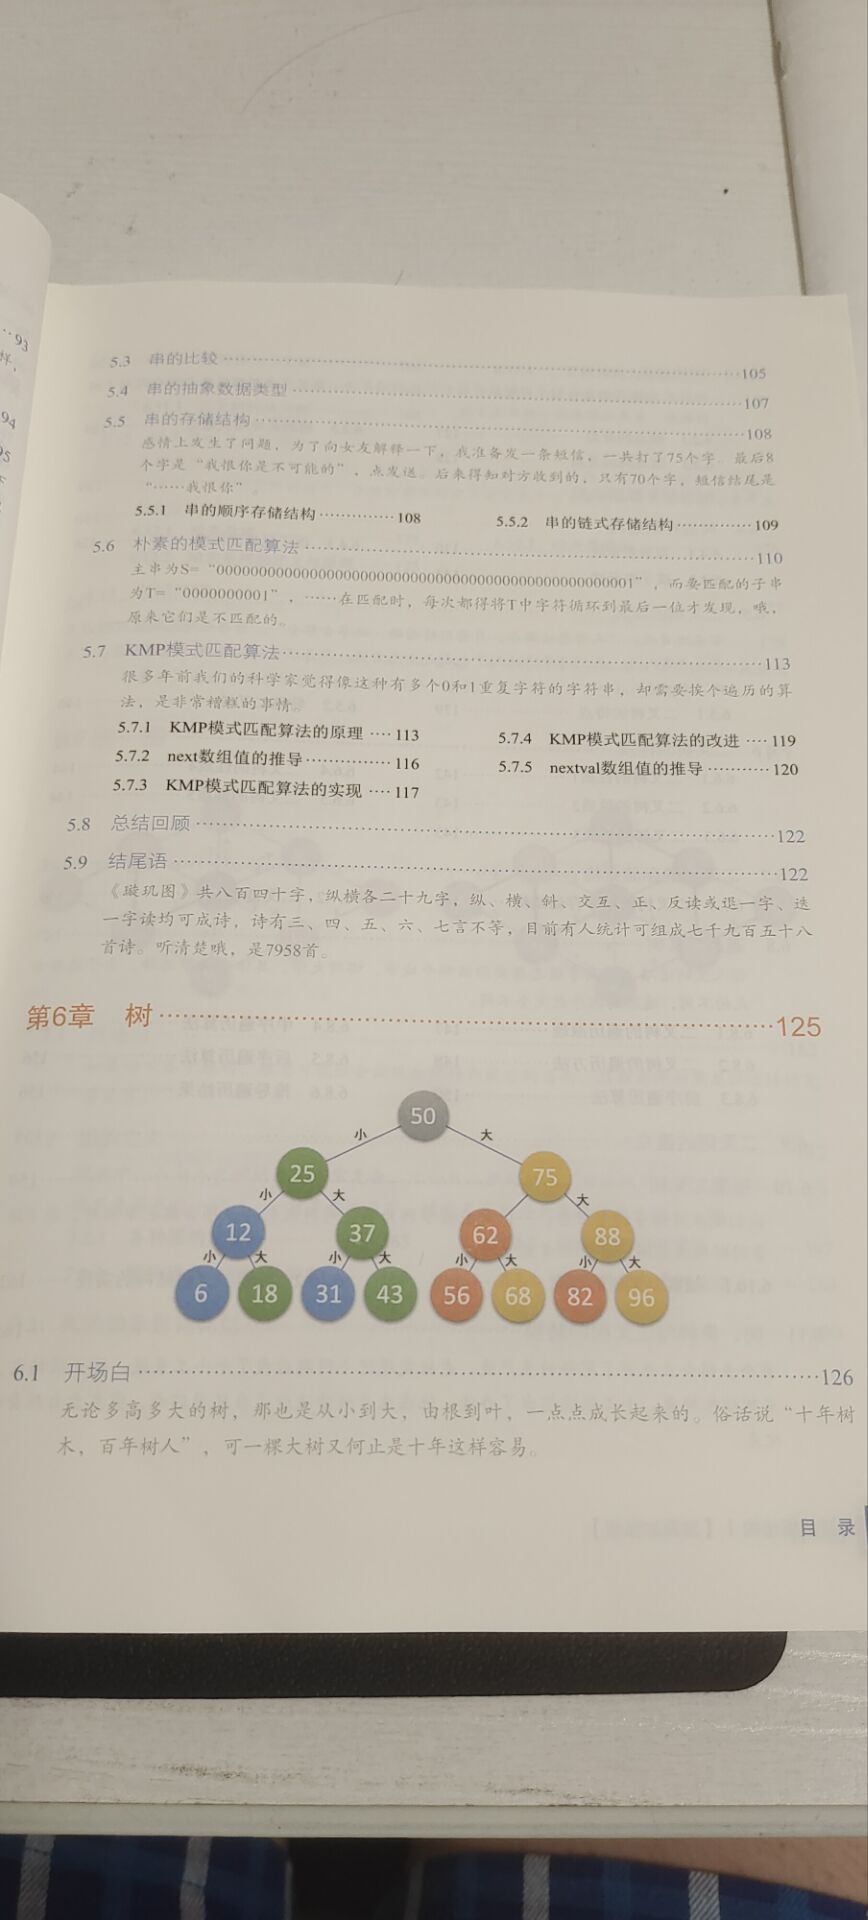 93
94
5.3 串的比较 105
5.4 串的抽象数据类型 107
5.5 串的存储结构 108
感情上发生了问题，为了向女友解释一下，我准备发一条短信，一共打了75个字。最后8
个字是“我恨你是不可能的”，点发送。后来得知对方收到的，只有70个字，短信结尾是
“……我恨你”。
5.5.1 串的顺序存储结构 108 5.5.2 串的链式存储结构 109
5.6 朴素的模式匹配算法 110
，而要匹配的子串
为T=“0000000001”，……在匹配时，每次都得将T中字符循环到最后一位才发现，哦，
原来它们是不匹配的。
5.7 KMP模式匹配算法 113
很多年前我们的科学家觉得像这种有多个0和1重复字符的字符串，却需要挨个遍历的算
法，是非常糟糕的事情。
5.7.1 KMP模式匹配算法的原理 113 5.7.4 KMP模式匹配算法的改进 119
5.7.2 next数组值的推导 116 5.7.5 nextval数组值的推导 120
5.7.3 KMP模式匹配算法的实现 117
5.8 总结回顾 122
5.9 结尾语 122
《璇玑图》共八百四十字，纵横各二十九字，纵、横、斜、交互、正、反读或退一字、迭
一字读均可成诗，诗有三、四、五、六、七言不等，目前有人统计可组成七千九百五十八
首诗。听清楚哦，是7958首。
第6章 树 125
50
小 大
25 75
小 大 大
12 37 62 88
小 大 小 大 小 大 小 大
6 18 31 43 56 68 82 96
6.1 开场白 126
无论多高多大的树，那也是从小到大，由根到叶，一点点成长起来的。俗话说“十年树
木，百年树人”，可一棵大树又何止是十年这样容易。
目 录